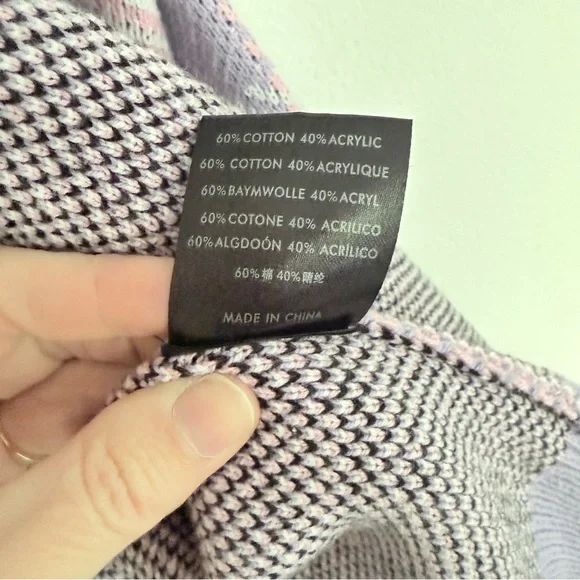 60% COTTON 40% ACRYLIC
60% COTTON 40% ACRYLIQUE
60% BAYMWOLLE 40% ACRYL
60% COTONE 40% ACRILICO
60% ALGDOÓN 40% ACRÍLICO
60% 棉 40%腈纶
MADE IN CHINA